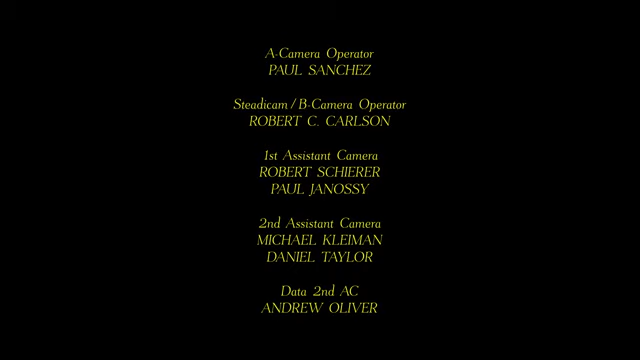 A-Camera Operator
PAUL SANCHEZ
Steadicam / B-Camera Operator
ROBERT C. CARLSON
1st Assistant Camera
ROBERT SCHIERER
PAUL JANOSSY
2nd Assistant Camera
MICHAEL KLEIMAN
DANIEL TAYLOR
Data 2nd AC
ANDREW OLIVER